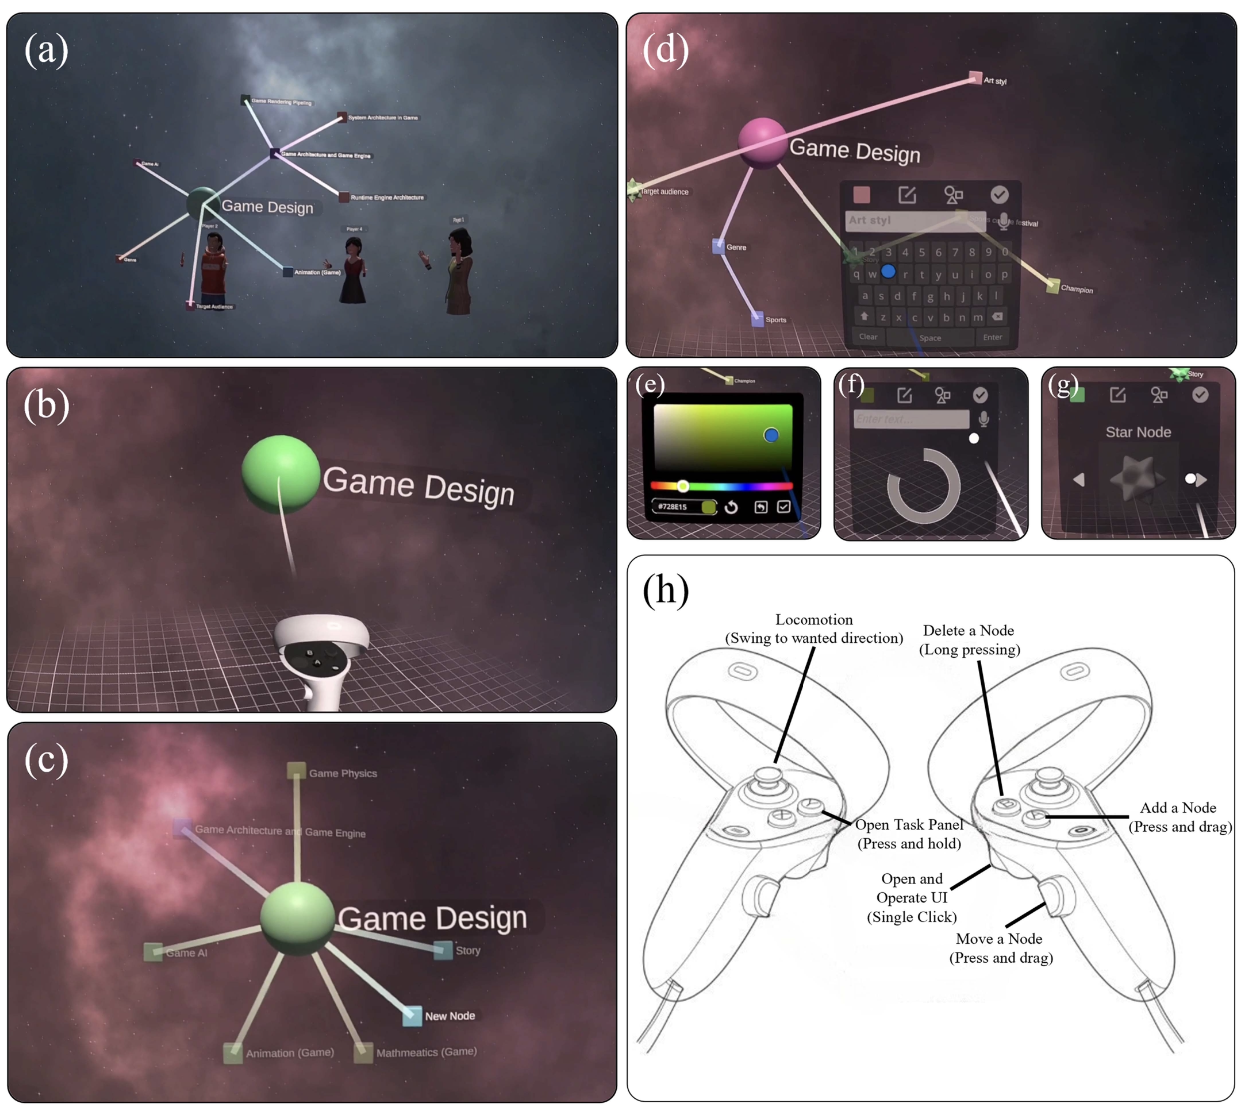 (a)
Game Rendering Pipering
System Architecture in Game
Game Architecture and Game Engine
Game AI
Runtime Engine Architecture
Game Design
Player 3
Player 4
Game
Animation (Game)
Target Audience
(b)
Game Design
B
A
(c)
Game Physics
Game Architecture and Game Engine
Game Design
Game AI
Story
New Node
Animation (Game)
Mathmeatics (Game)
(d)
Art styl
Game Design
Target audience
Art styl
festival
Genre
1 2 3 4 5 6 7 8 9 0
q w r t y u i o p
a s d f g h j k l
z x c v b n m
Clear Space Enter
Champion
Sports
(e)
Champion
#728E15
(f)
Enter text...
(g)
Story
Star Node
(h)
Locomotion
(Swing to wanted direction)
Delete a Node
(Long pressing)
Add a Node
(Press and drag)
Open Task Panel
(Press and hold)
Open and
Operate UI
(Single Click)
Move a Node
(Press and drag)